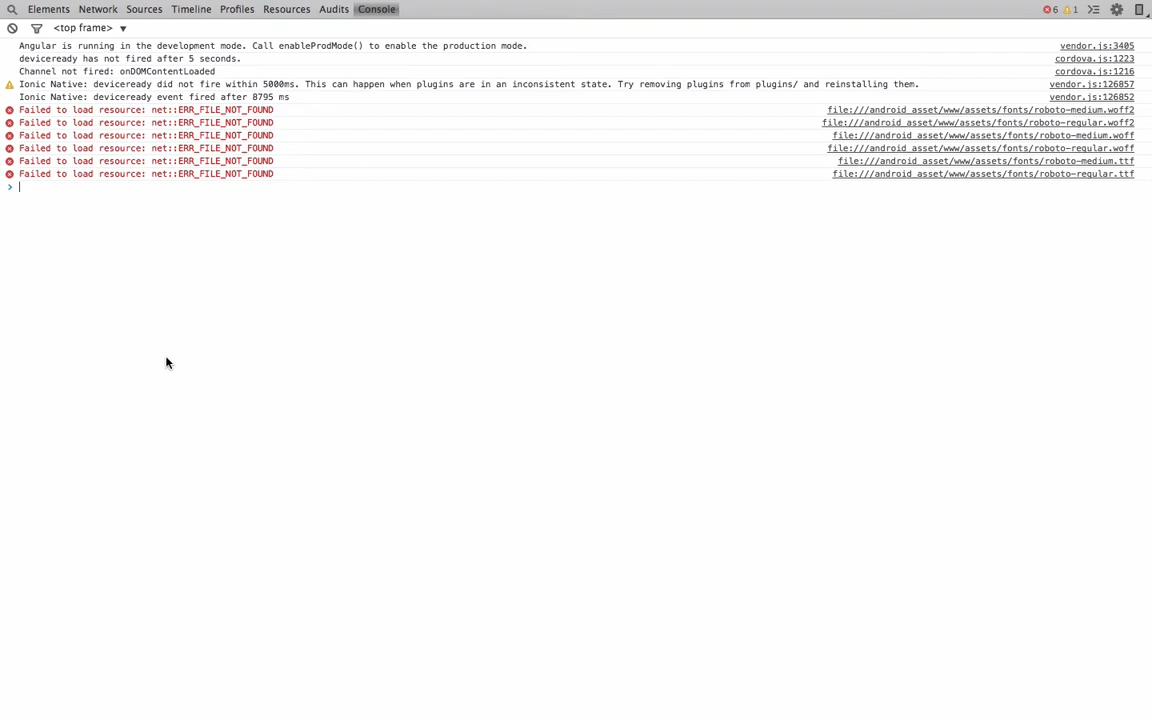 Elements Network Sources Timeline Profiles Resources Audits Console 6 1
<top frame>
Angular is running in the development mode. Call enableProdMode() to enable the production mode. vendor.js:3405
deviceready has not fired after 5 seconds. cordova.js:1223
Channel not fired: onDOMContentLoaded cordova.js:1216
Ionic Native: deviceready did not fire within 5000ms. This can happen when plugins are in an inconsistent state. Try removing plugins from plugins/ and reinstalling them. vendor.js:126857
Ionic Native: deviceready event fired after 8795 ms vendor.js:126852
Failed to load resource: net::ERR_FILE_NOT_FOUND file:///android_asset/www/assets/fonts/roboto-medium.woff2
Failed to load resource: net::ERR_FILE_NOT_FOUND file:///android_asset/www/assets/fonts/roboto-regular.woff2
Failed to load resource: net::ERR_FILE_NOT_FOUND file:///android_asset/www/assets/fonts/roboto-medium.woff
Failed to load resource: net::ERR_FILE_NOT_FOUND file:///android_asset/www/assets/fonts/roboto-regular.woff
Failed to load resource: net::ERR_FILE_NOT_FOUND file:///android_asset/www/assets/fonts/roboto-medium.ttf
Failed to load resource: net::ERR_FILE_NOT_FOUND file:///android_asset/www/assets/fonts/roboto-regular.ttf